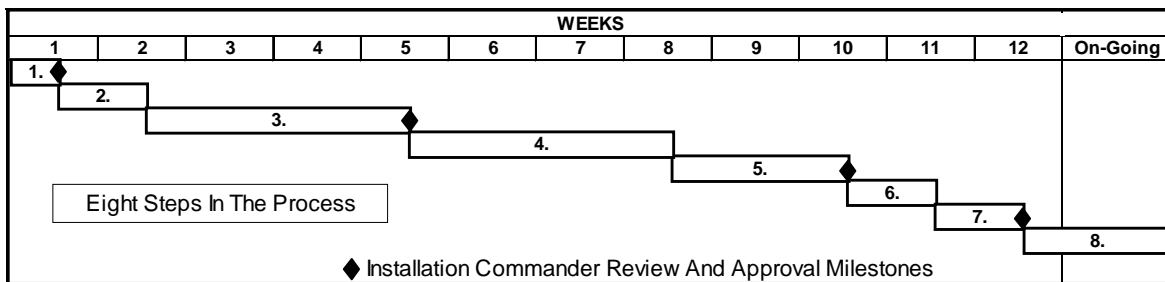 WEEKS
1 2 3 4 5 6 7 8 9 10 11 12 On-Going
1.
2.
3.
4.
5.
6.
7.
8.
Eight Steps In The Process
Installation Commander Review And Approval Milestones